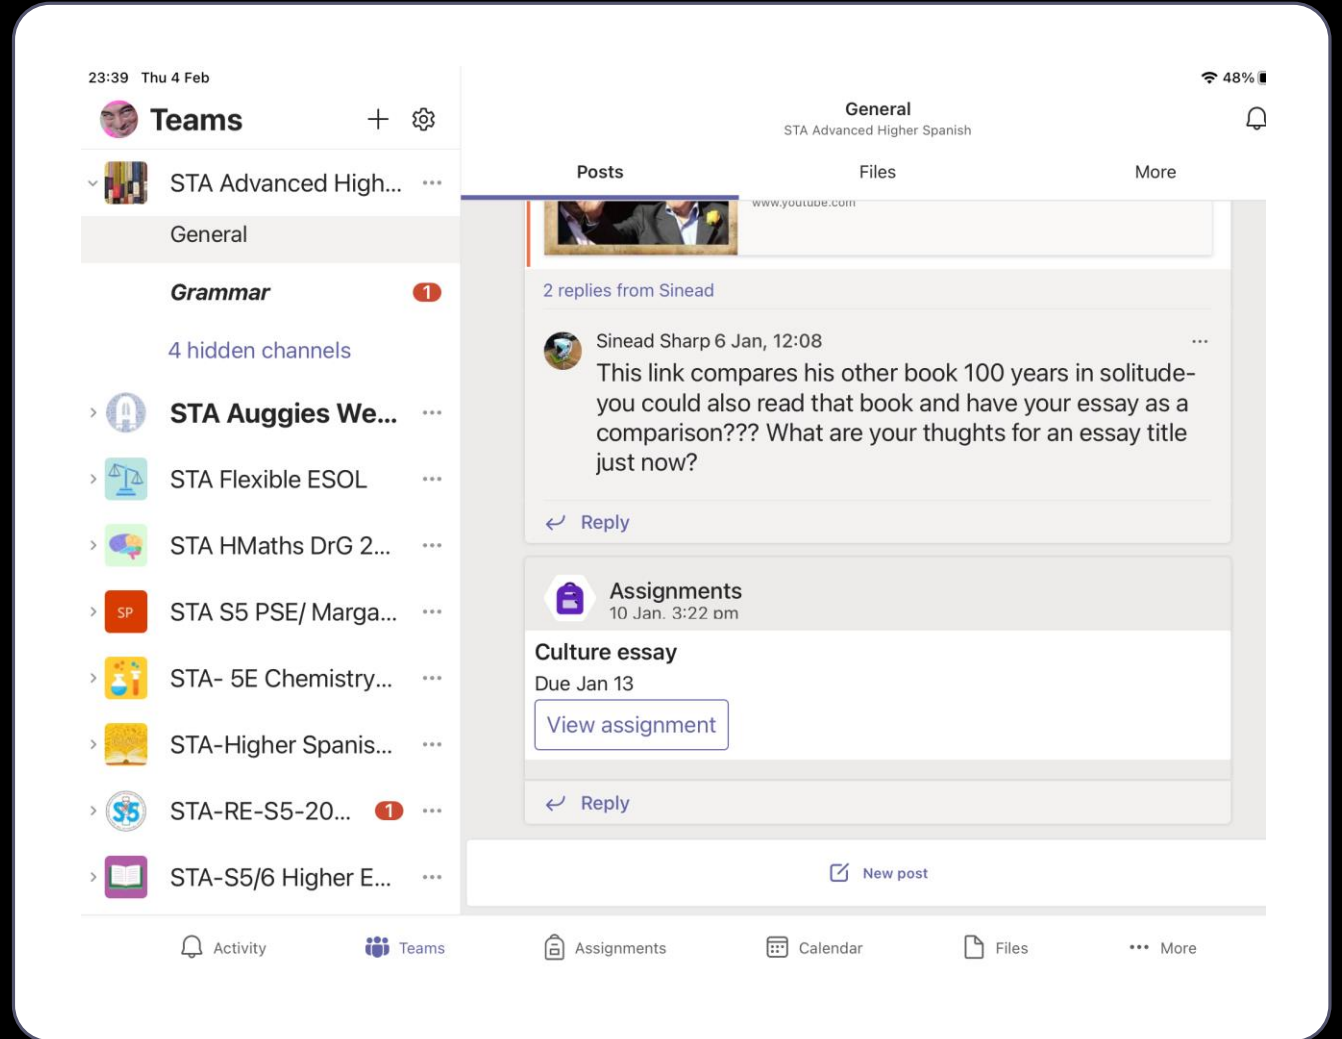 23:39 Thu 4 Feb
48%
Teams
STA Advanced High...
General
Grammar
1
4 hidden channels
STA Auggies We...
STA Flexible ESOL
STA HMaths DrG 2...
SP
STA S5 PSE/ Marga...
STA- 5E Chemistry...
STA-Higher Spanis...
S5
STA-RE-S5-20...
1
STA-S5/6 Higher E...
General
STA Advanced Higher Spanish
Posts
Files
More
www.youtube.com
2 replies from Sinead
Sinead Sharp 6 Jan, 12:08
This link compares his other book 100 years in solitude-
you could also read that book and have your essay as a
comparison??? What are your thughts for an essay title
just now?
Reply
Assignments
10 Jan, 3:22 pm
Culture essay
Due Jan 13
View assignment
Reply
New post
Activity
Teams
Assignments
Calendar
Files
More